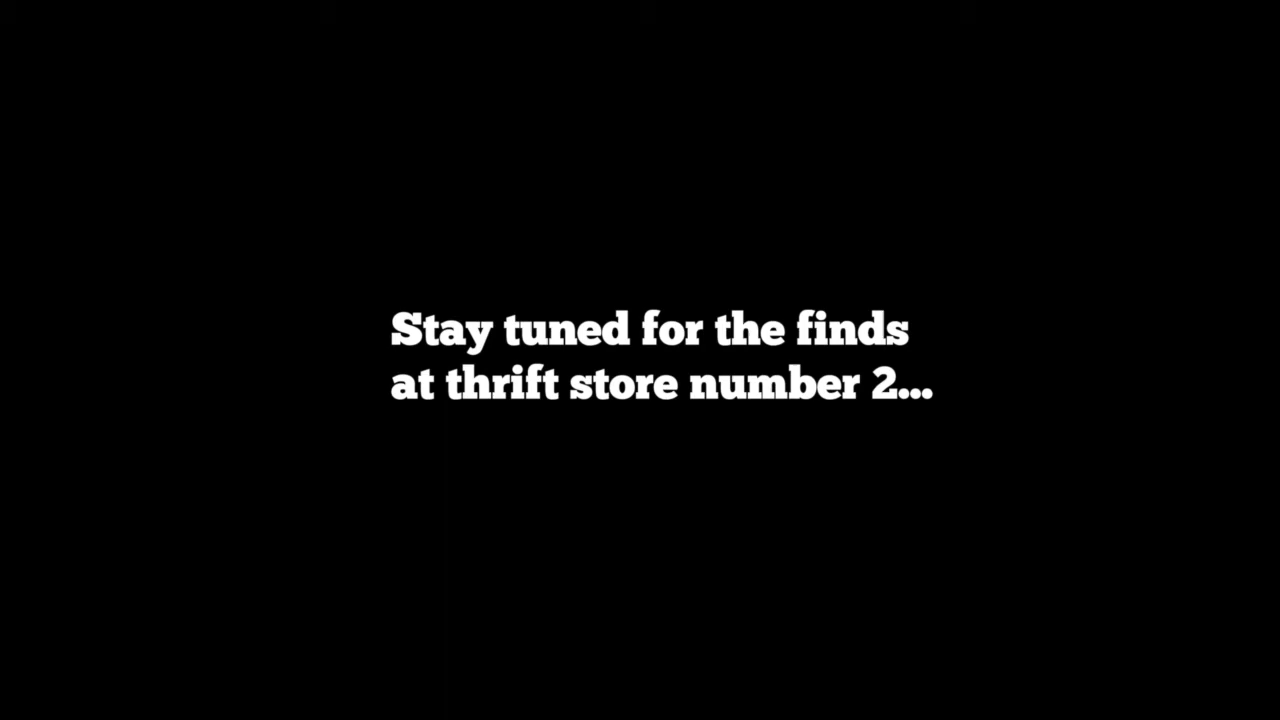 Stay tuned for the finds
at thrift store number 2...